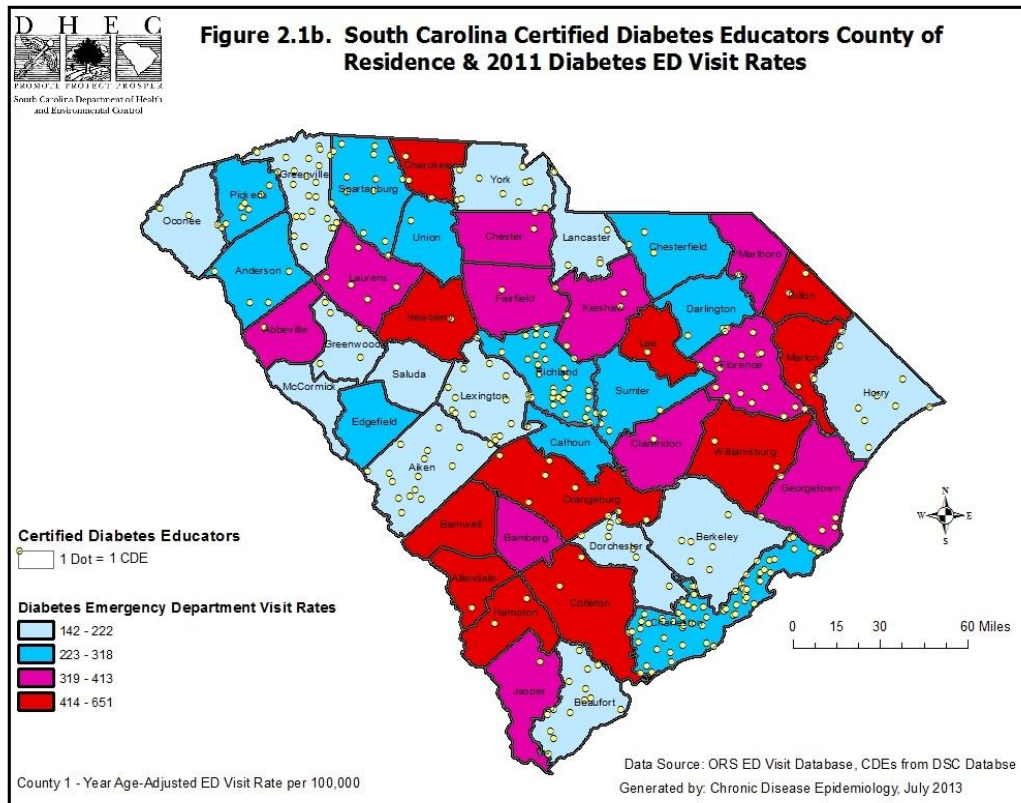 D H E C
PROMOTE PROTECT PROSPER
South Carolina Department of Health
and Environmental Control
Figure 2.1b. South Carolina Certified Diabetes Educators County of
Residence & 2011 Diabetes ED Visit Rates
Cherokee
Greenville
York
Spartanburg
Pickens
Oconee
Union
Chester
Lancaster
Chesterfield
Marlboro
Anderson
Laurens
Fairfield
Kershaw
Darlington
Dillon
Newberry
Abbeville
Greenwood
Lee
Marion
Florence
Saluda
Richland
McCormick
Lexington
Sumter
Horry
Edgefield
Calhoun
Clarendon
Williamsburg
Aiken
Georgetown
Orangeburg
Barnwell
Bamberg
Dorchester
Berkeley
Allendale
Colleton
Hampton
Charleston
Jasper
Beaufort
N
W E
S
Certified Diabetes Educators
1 Dot = 1 CDE
Diabetes Emergency Department Visit Rates
142 - 222
223 - 318
319 - 413
414 - 651
0 15 30 60 Miles
County 1 - Year Age-Adjusted ED Visit Rate per 100,000
Data Source: ORS ED Visit Database, CDEs from DSC Databse
Generated by: Chronic Disease Epidemiology, July 2013